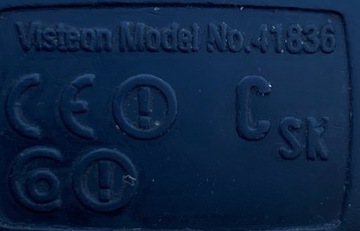 Visteon Model No.41836
CE ! C
SK
@ !